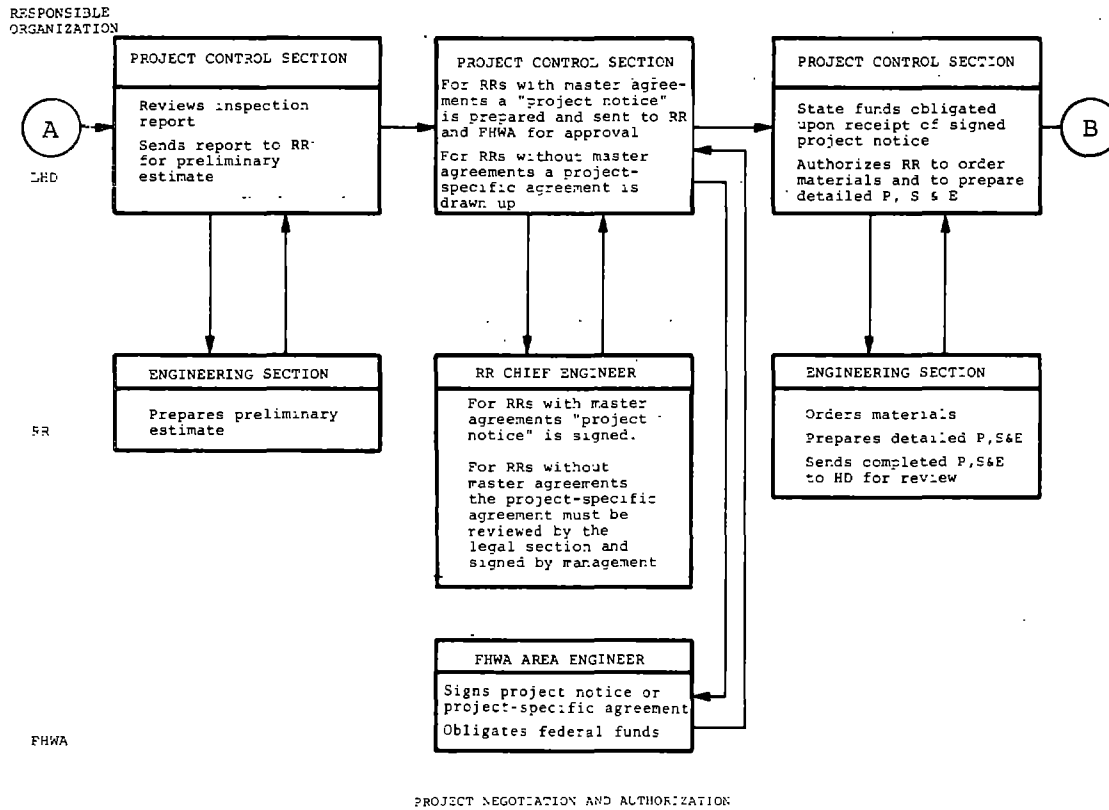 RESPONSIBLE
ORGANIZATION
A
LHD
PROJECT CONTROL SECTION
Reviews inspection
report
Sends report to RR
for preliminary
estimate
PROJECT CONTROL SECTION
For RRs with master agree-
ments a "project notice"
is prepared and sent to RR
and FHWA for approval
For RRs without master
agreements a project-
specific agreement is
drawn up
PROJECT CONTROL SECTION
State funds obligated
upon receipt of signed
project notice
Authorizes RR to order
materials and to prepare
detailed P, S & E
B
RR
ENGINEERING SECTION
Prepares preliminary
estimate
RR CHIEF ENGINEER
For RRs with master
agreements "project
notice" is signed.
For RRs without
master agreements
the project-specific
agreement must be
reviewed by the
legal section and
signed by management
ENGINEERING SECTION
Orders materials
Prepares detailed P,S&E
Sends completed P,S&E
to HD for review
FHWA
FHWA AREA ENGINEER
Signs project notice or
project-specific agreement
Obligates federal funds
PROJECT NEGOTIATION AND AUTHORIZATION